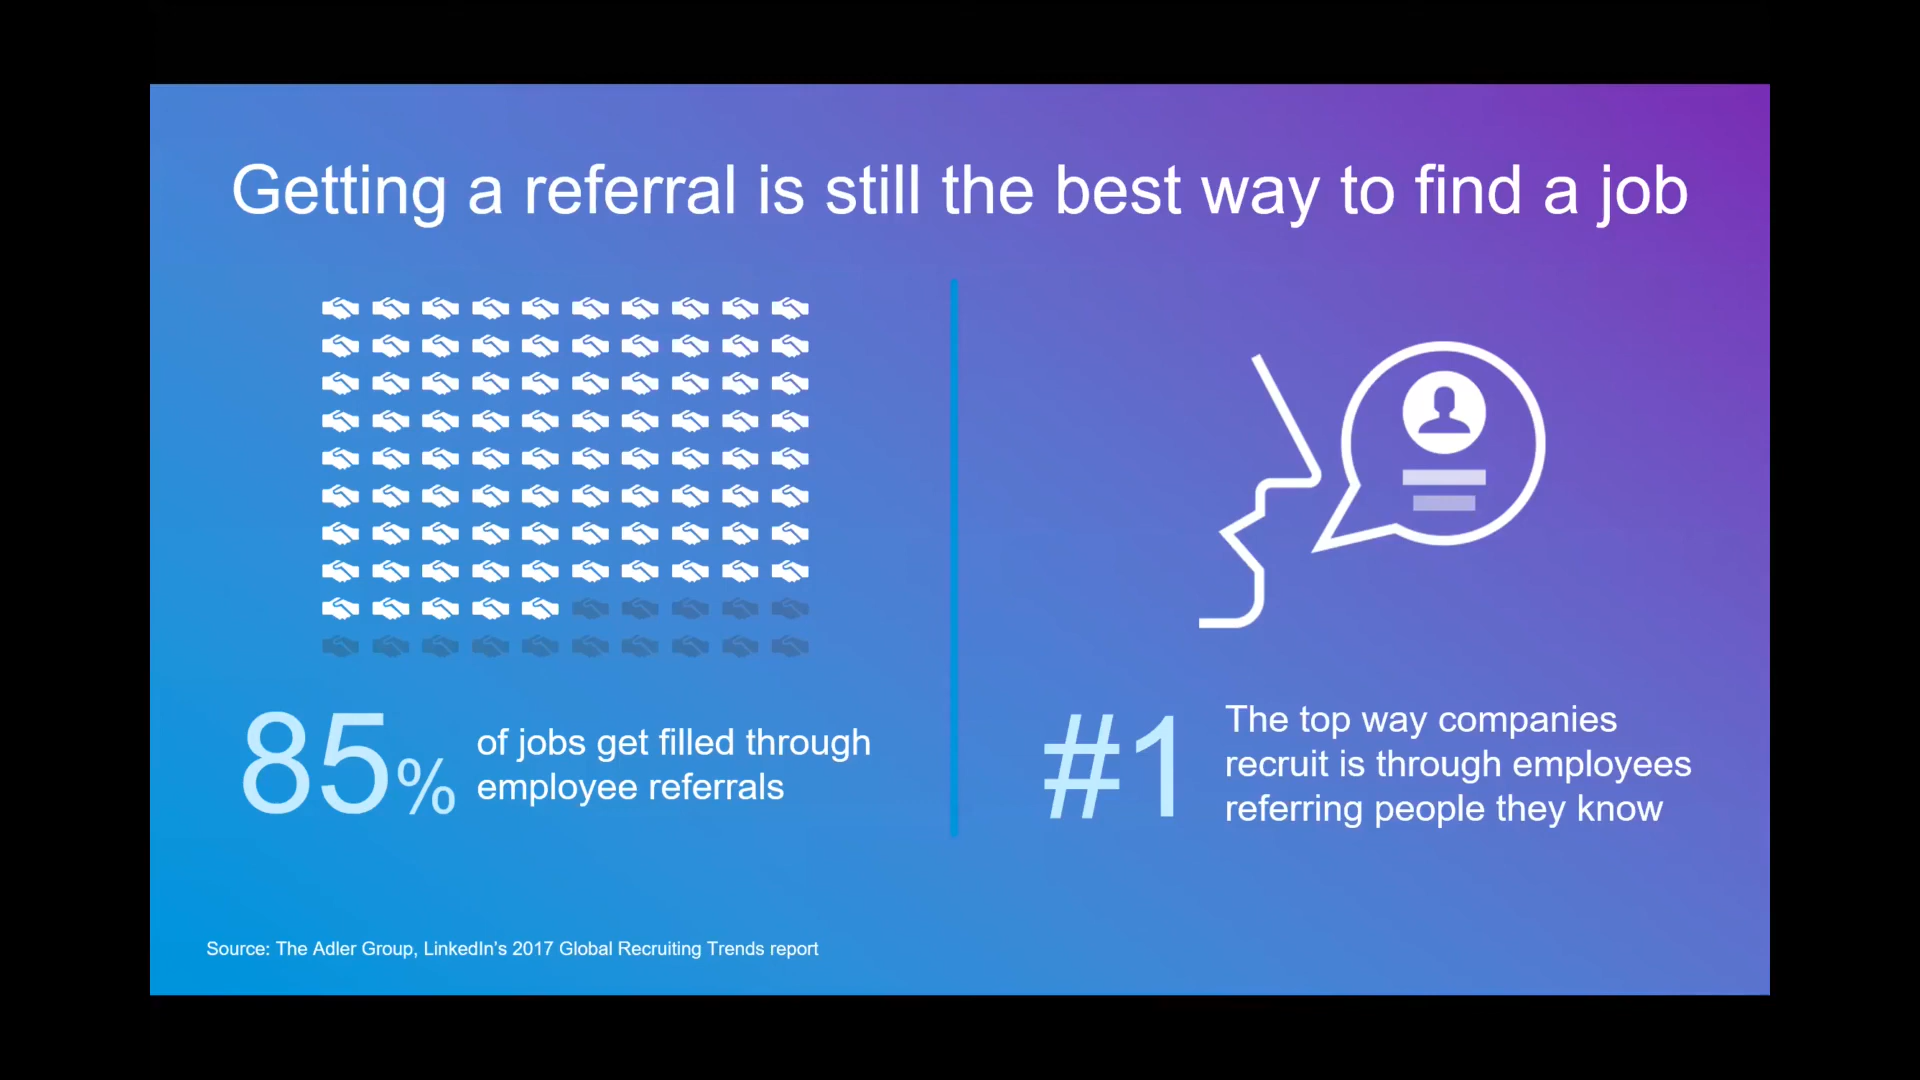 Getting a referral is still the best way to find a job
85% of jobs get filled through
employee referrals
#1 The top way companies
recruit is through employees
referring people they know
Source: The Adler Group, LinkedIn's 2017 Global Recruiting Trends report